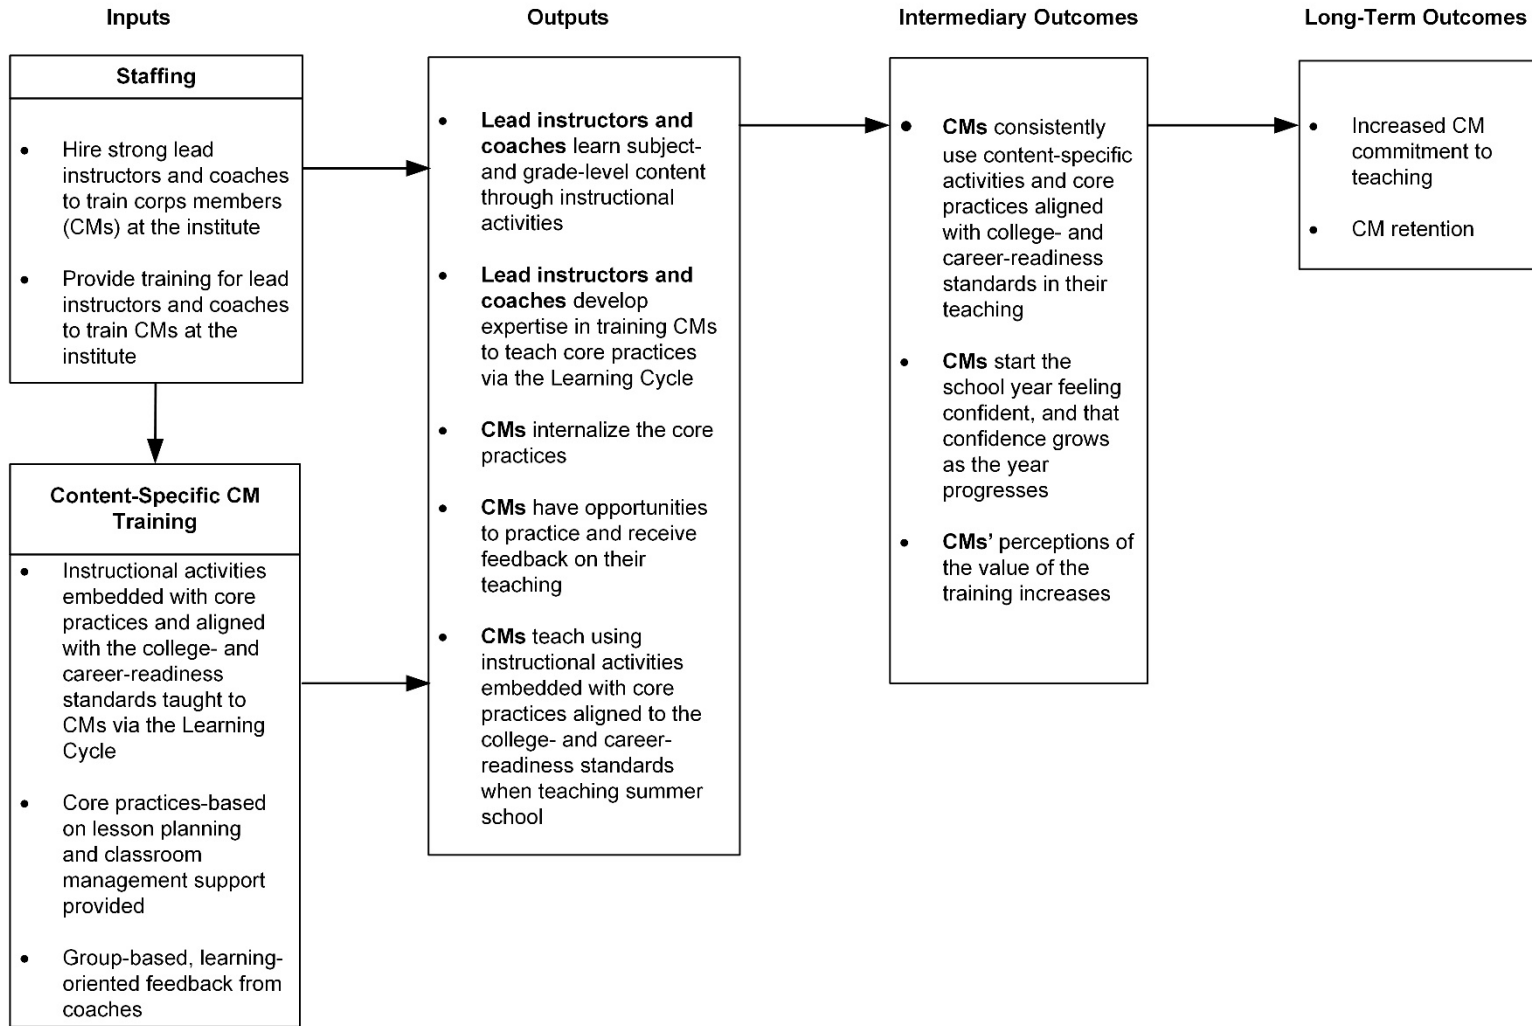 Inputs
Outputs
Intermediary Outcomes
Long-Term Outcomes
Staffing
• Hire strong lead
instructors and coaches
to train corps members
(CMs) at the institute
• Provide training for lead
instructors and coaches
to train CMs at the
institute
Content-Specific CM
Training
• Instructional activities
embedded with core
practices and aligned
with the college- and
career-readiness
standards taught to
CMs via the Learning
Cycle
• Core practices-based
on lesson planning
and classroom
management support
provided
• Group-based, learning-
oriented feedback from
coaches
• Lead instructors and
coaches learn subject-
and grade-level content
through instructional
activities
• Lead instructors and
coaches develop
expertise in training CMs
to teach core practices
via the Learning Cycle
• CMs internalize the core
practices
• CMs have opportunities
to practice and receive
feedback on their
teaching
• CMs teach using
instructional activities
embedded with core
practices aligned to the
college- and career-
readiness standards
when teaching summer
school
• CMs consistently
use content-specific
activities and core
practices aligned
with college- and
career-readiness
standards in their
teaching
• CMs start the
school year feeling
confident, and that
confidence grows
as the year
progresses
• CMs’ perceptions of
the value of the
training increases
• Increased CM
commitment to
teaching
• CM retention